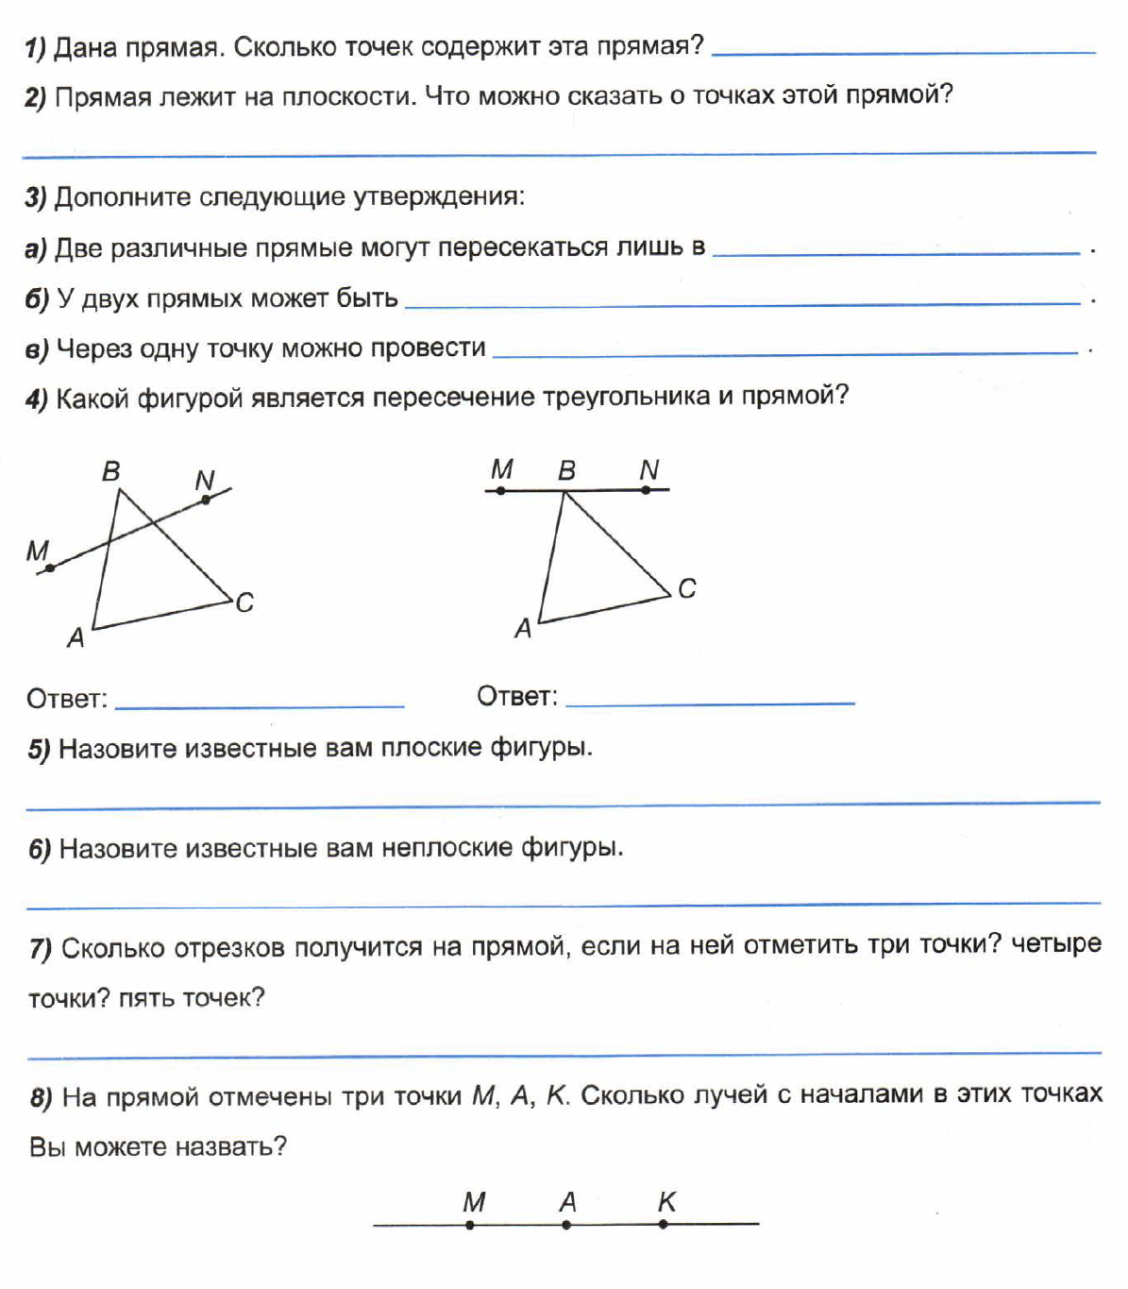 1) Дана прямая. Сколько точек содержит эта прямая?
2) Прямая лежит на плоскости. Что можно сказать о точках этой прямой?
3) Дополните следующие утверждения:
а) Две различные прямые могут пересекаться лишь в .
б) У двух прямых может быть .
в) Через одну точку можно провести .
4) Какой фигурой является пересечение треугольника и прямой?
B N
M
C
A
M B N
C
A
Ответ: Ответ:
5) Назовите известные вам плоские фигуры.
6) Назовите известные вам неплоские фигуры.
7) Сколько отрезков получится на прямой, если на ней отметить три точки? четыре
точки? пять точек?
8) На прямой отмечены три точки M, A, K. Сколько лучей с началами в этих точках
Вы можете назвать?
M A K